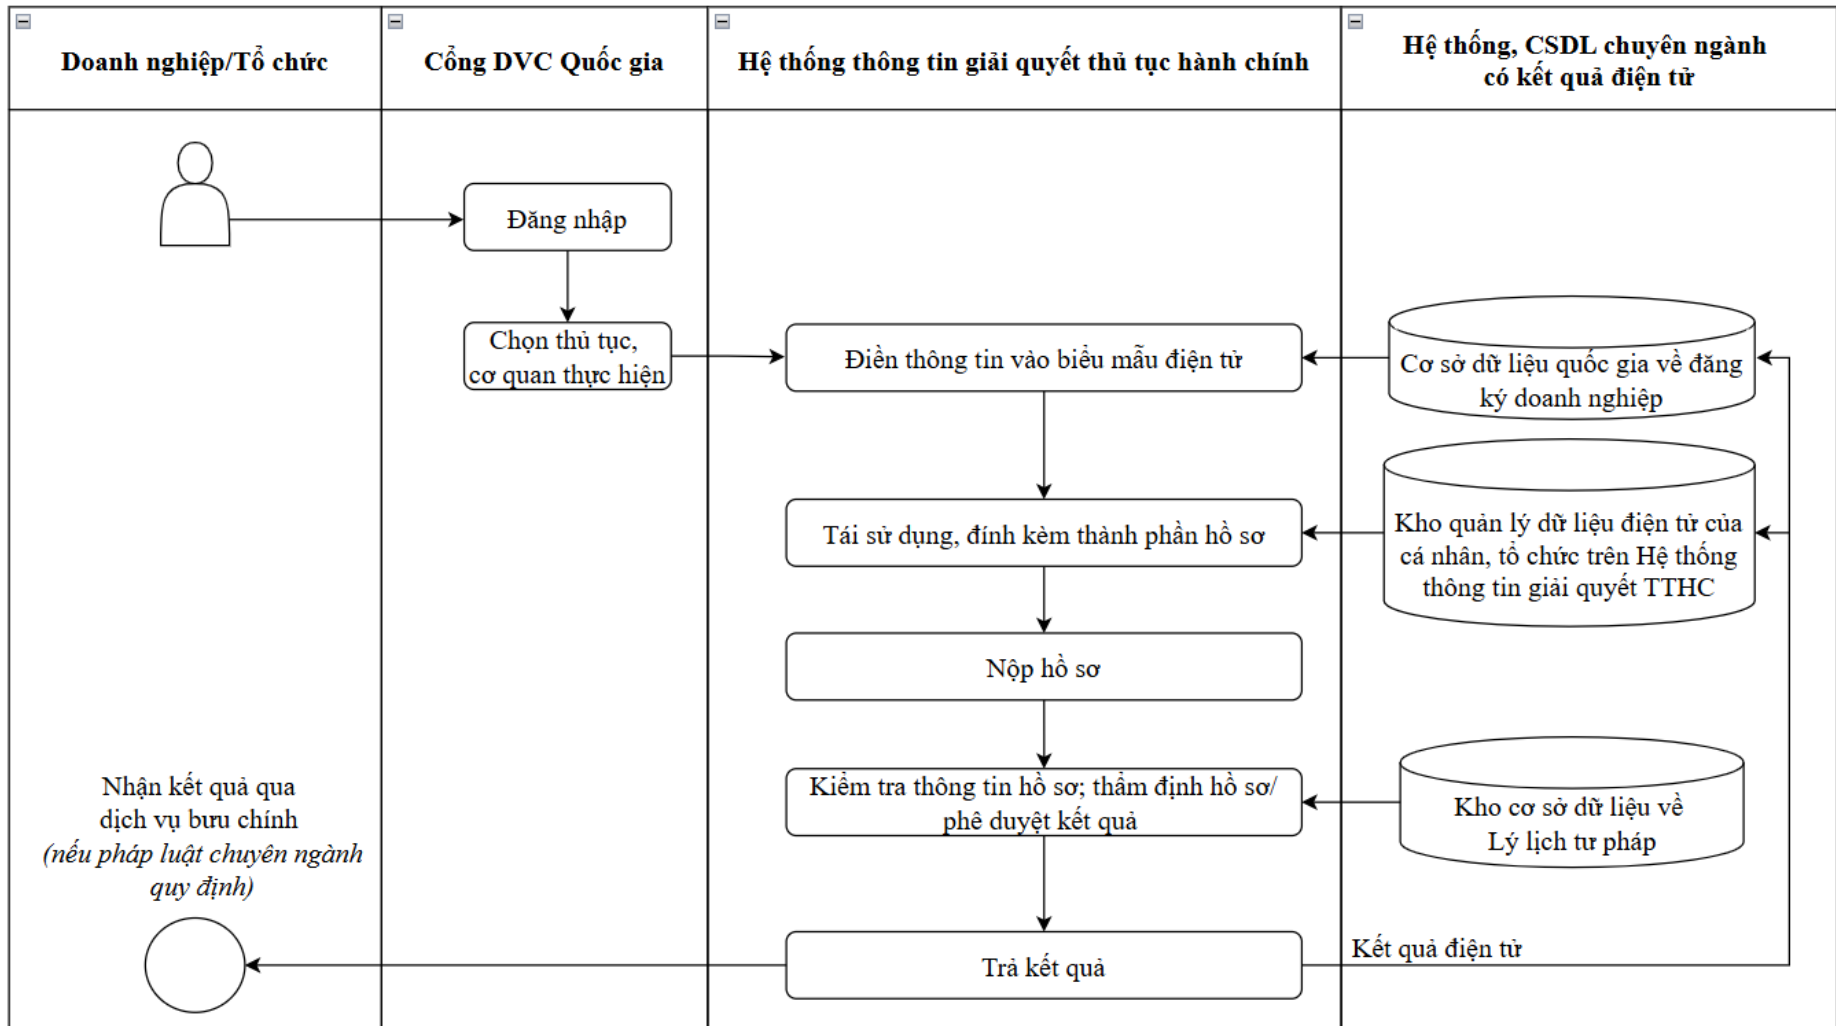 Doanh nghiệp/Tổ chức
Cổng DVC Quốc gia
Hệ thống thông tin giải quyết thủ tục hành chính
Hệ thống, CSDL chuyên ngành
có kết quả điện tử
Đăng nhập
Chọn thủ tục,
cơ quan thực hiện
Điền thông tin vào biểu mẫu điện tử
Cơ sở dữ liệu quốc gia về đăng
ký doanh nghiệp
Tái sử dụng, đính kèm thành phần hồ sơ
Kho quản lý dữ liệu điện tử của
cá nhân, tổ chức trên Hệ thống
thông tin giải quyết TTHC
Nộp hồ sơ
Kiểm tra thông tin hồ sơ; thẩm định hồ sơ/
phê duyệt kết quả
Kho cơ sở dữ liệu về
Lý lịch tư pháp
Nhận kết quả qua
dịch vụ bưu chính
(nếu pháp luật chuyên ngành
quy định)
Trả kết quả
Kết quả điện tử